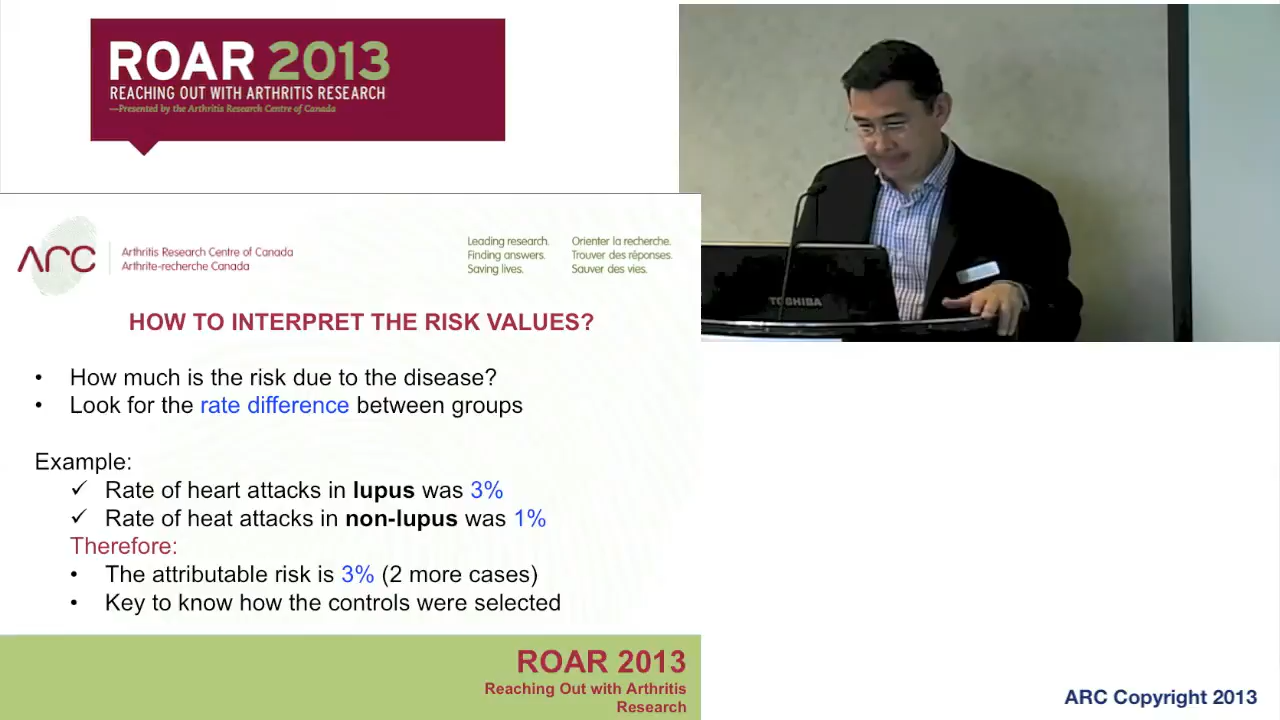 ROAR 2013
REACHING OUT WITH ARTHRITIS RESEARCH
—Presented by the Arthritis Research Centre of Canada
TOSHIBA
ARC
Arthritis Research Centre of Canada
Arthrite-recherche Canada
Leading research.
Finding answers.
Saving lives.
Orienter la recherche.
Trouver des réponses.
Sauver des vies.
HOW TO INTERPRET THE RISK VALUES?
• How much is the risk due to the disease?
• Look for the rate difference between groups
Example:
✓ Rate of heart attacks in lupus was 3%
✓ Rate of heat attacks in non-lupus was 1%
Therefore:
• The attributable risk is 3% (2 more cases)
• Key to know how the controls were selected
ROAR 2013
Reaching Out with Arthritis
Research
ARC Copyright 2013